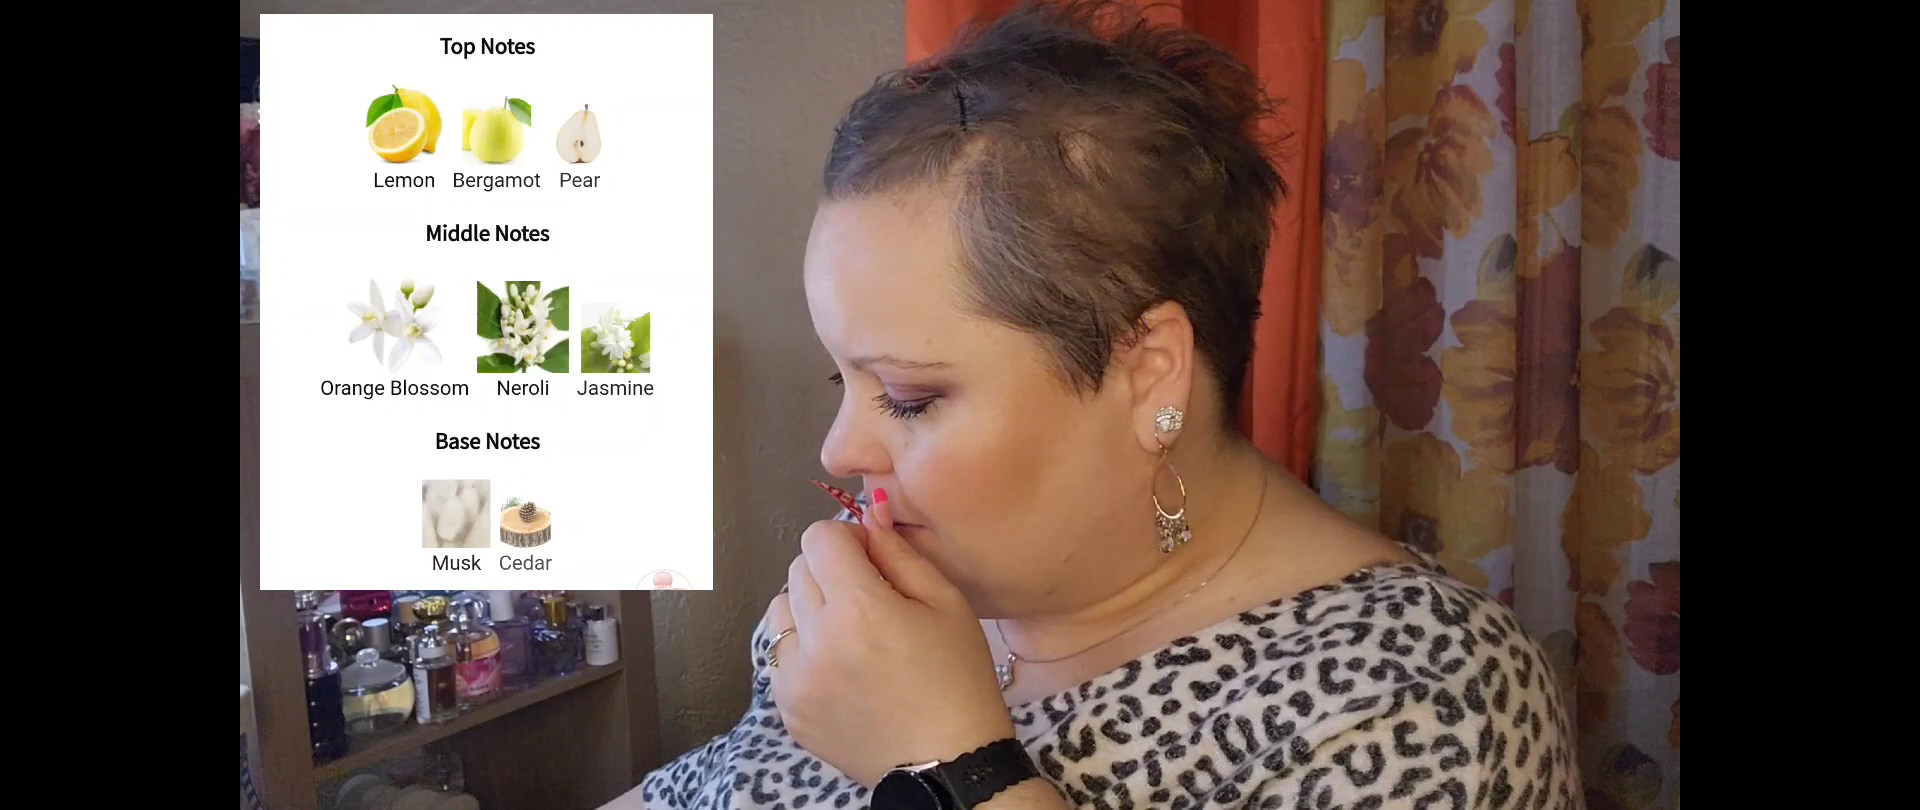 Top Notes
Lemon Bergamot Pear
Middle Notes
Orange Blossom Neroli Jasmine
Base Notes
Musk Cedar